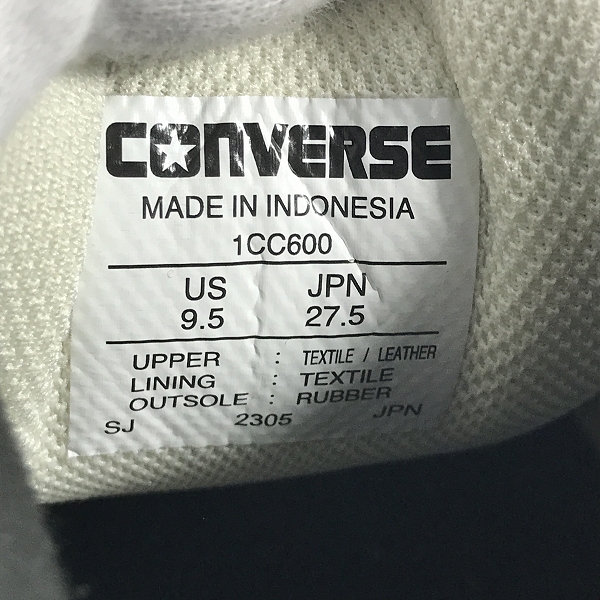 CONVERSE
MADE IN INDONESIA
1CC600
US JPN
9.5 27.5
UPPER : TEXTILE / LEATHER
LINING : TEXTILE
OUTSOLE : RUBBER
SJ 2305 JPN